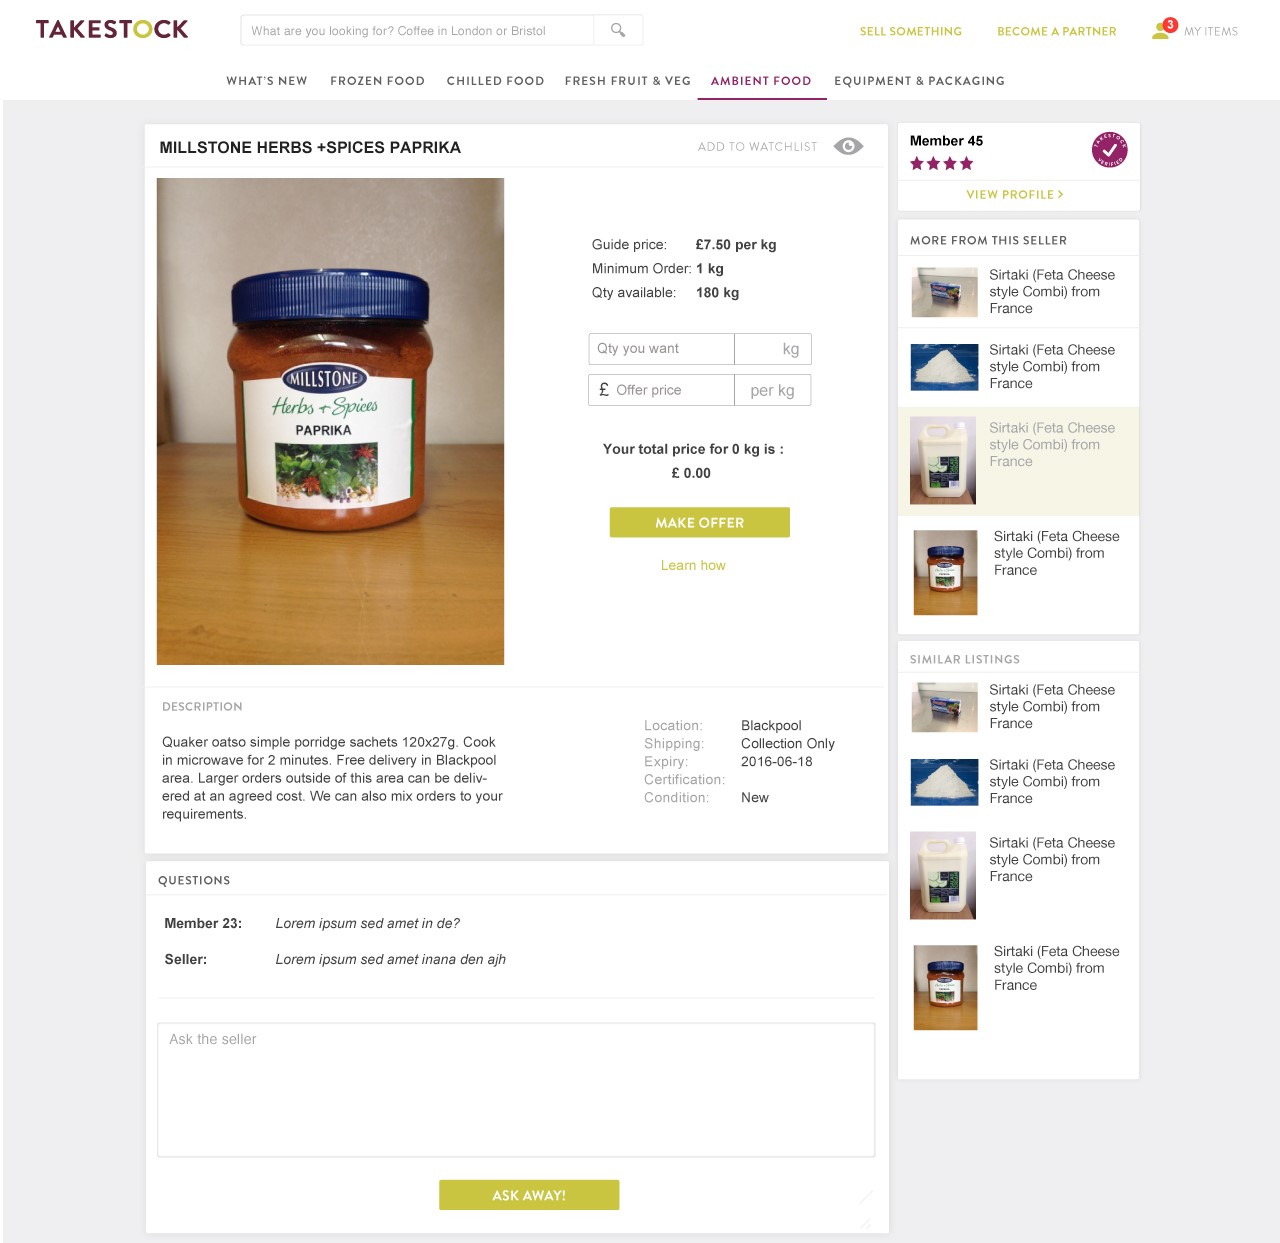 TAKESTOCK
What are you looking for? Coffee in London or Bristol
SELL SOMETHING
BECOME A PARTNER
3
MY ITEMS
WHAT'S NEW
FROZEN FOOD
CHILLED FOOD
FRESH FRUIT & VEG
AMBIENT FOOD
EQUIPMENT & PACKAGING
MILLSTONE HERBS +SPICES PAPRIKA
ADD TO WATCHLIST
MILLSTONE
Herbs + Spices
PAPRIKA
Guide price: £7.50 per kg
Minimum Order: 1 kg
Qty available: 180 kg
Qty you want kg
£ Offer price per kg
Your total price for 0 kg is :
£ 0.00
MAKE OFFER
Learn how
DESCRIPTION
Quaker oatso simple porridge sachets 120x27g. Cook
in microwave for 2 minutes. Free delivery in Blackpool
area. Larger orders outside of this area can be deliv-
ered at an agreed cost. We can also mix orders to your
requirements.
Location: Blackpool
Shipping: Collection Only
Expiry: 2016-06-18
Certification:
Condition: New
QUESTIONS
Member 23: Lorem ipsum sed amet in de?
Seller: Lorem ipsum sed amet inana den ajh
Ask the seller
ASK AWAY!
Member 45
TAKESTOCK
VERIFIED
VIEW PROFILE >
MORE FROM THIS SELLER
Sirtaki (Feta Cheese
style Combi) from
France
Sirtaki (Feta Cheese
style Combi) from
France
Sirtaki (Feta Cheese
style Combi) from
France
Sirtaki (Feta Cheese
style Combi) from
France
SIMILAR LISTINGS
Sirtaki (Feta Cheese
style Combi) from
France
Sirtaki (Feta Cheese
style Combi) from
France
Sirtaki (Feta Cheese
style Combi) from
France
Sirtaki (Feta Cheese
style Combi) from
France